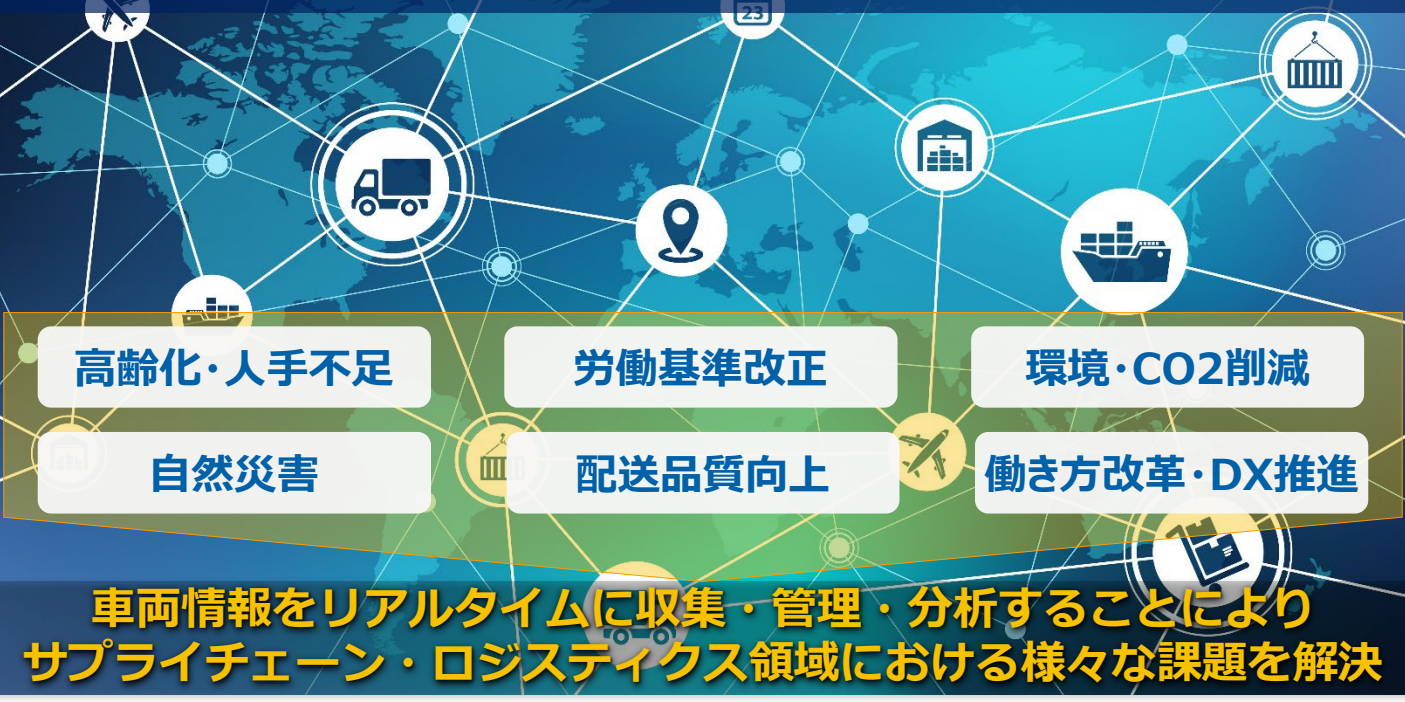 23
高齢化･人手不足
労働基準改正
環境･CO2削減
自然災害
配送品質向上
働き方改革･DX推進
車両情報をリアルタイムに収集・管理・分析することにより
サプライチェーン・ロジスティクス領域における様々な課題を解決